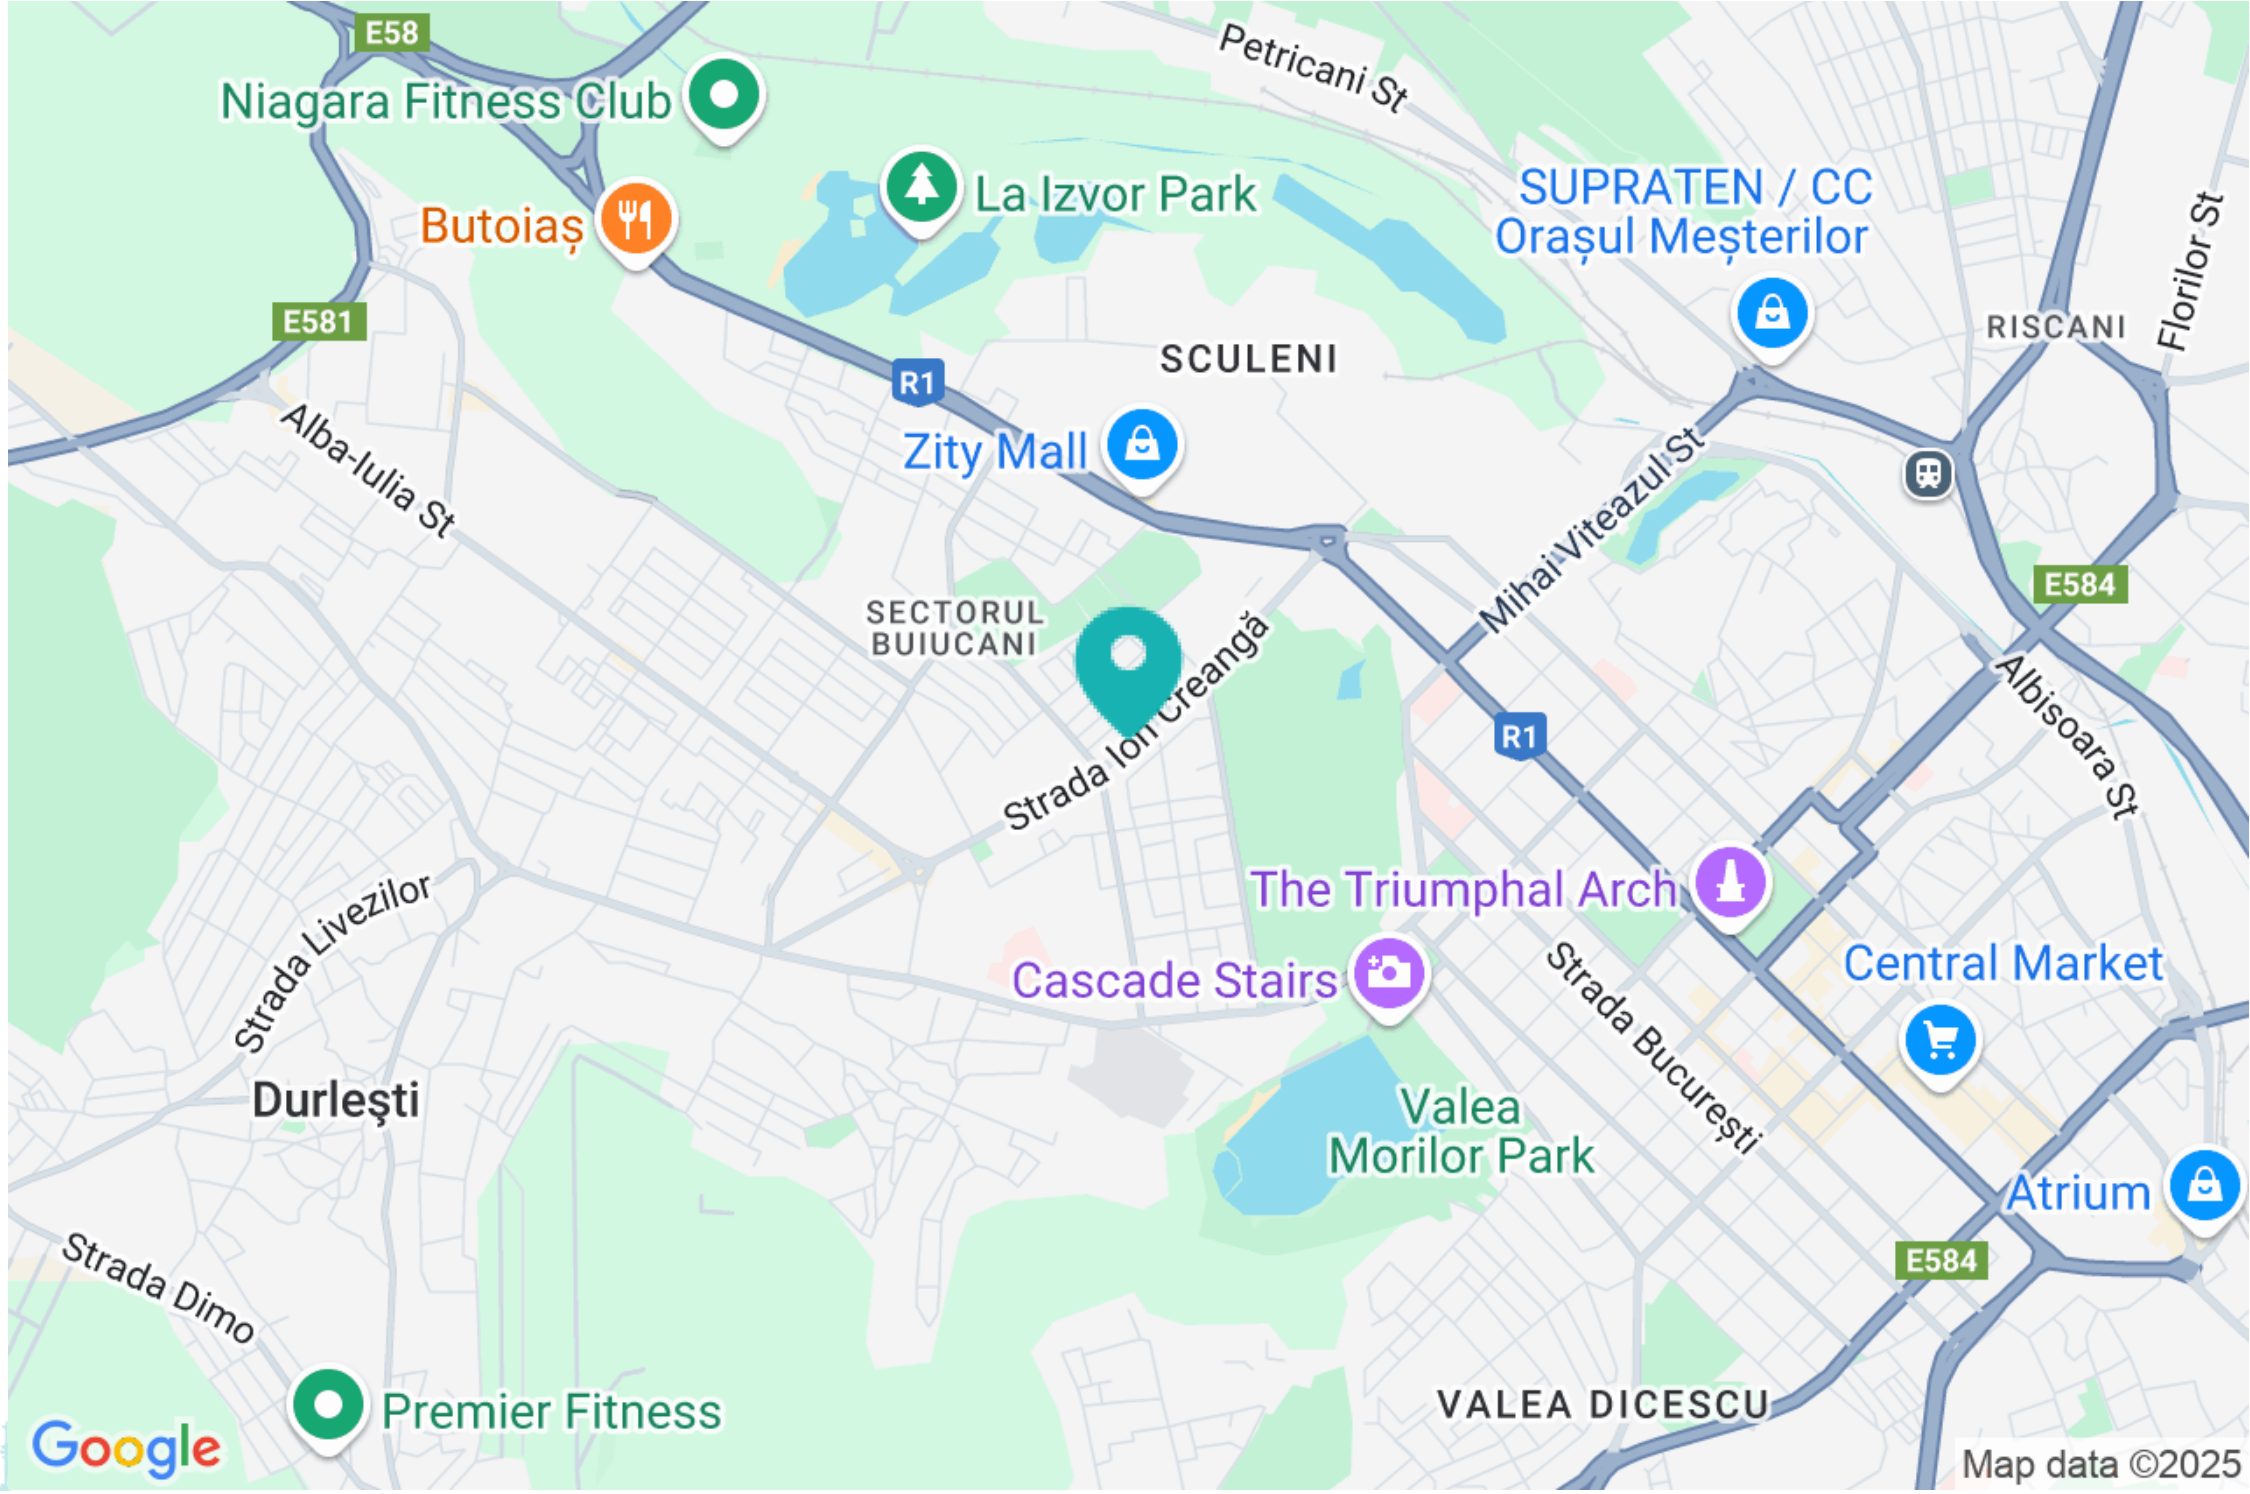 E58
Petricani St
Niagara Fitness Club
La Izvor Park
SUPRATEN / CC
Orașul Meșterilor
Butoiaș
Florilor St
E581
RISCANI
SCULENI
R1
Alba-Iulia St
Zity Mall
Mihai Viteazul St
E584
SECTORUL
BUIUCANI
Strada Ion Creangă
Albisoara St
R1
Strada Livezilor
The Triumphal Arch
Cascade Stairs
Strada București
Central Market
Durleşti
Valea
Morilor Park
Atrium
Strada Dimo
E584
Premier Fitness
VALEA DICESCU
Google
Map data ©2025